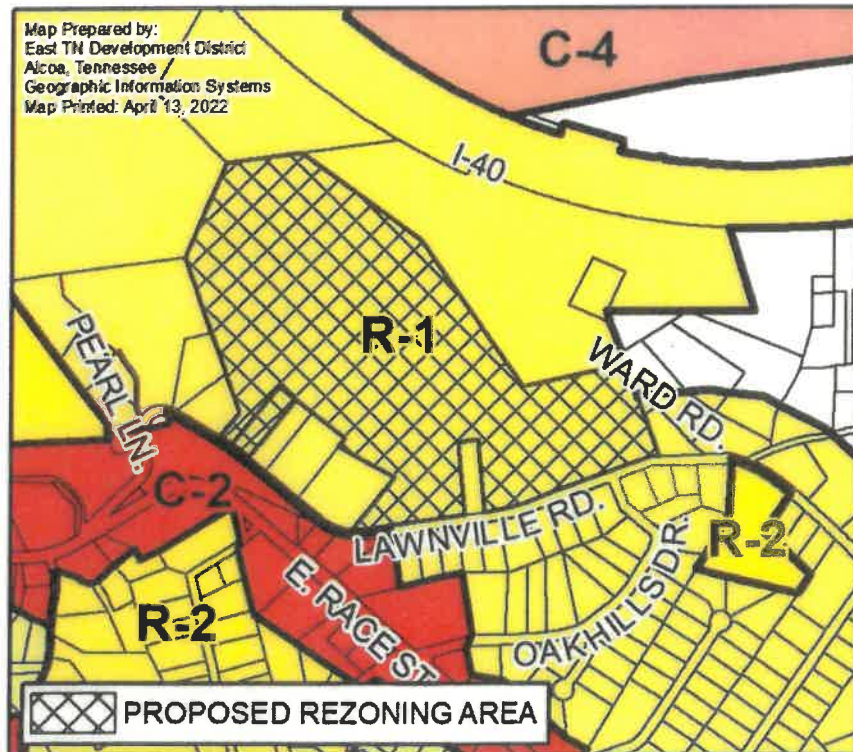 Map Prepared by:
East TN Development District
Alcoa, Tennessee
Geographic Information Systems
Map Printed: April 13, 2022
C-4
I-40
R-1
PEARL LN.
WARD RD.
C-2
LAWNVILLE RD.
R-2
E. RACE ST
OAKHILLS DR.
R-2
PROPOSED REZONING AREA